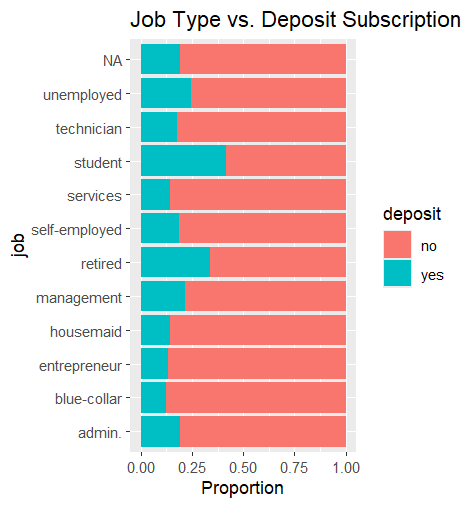 Job Type vs. Deposit Subscription
NA
unemployed
technician
student
services
self-employed
retired
management
housemaid
entrepreneur
blue-collar
admin.
job
0.00 0.25 0.50 0.75 1.00
Proportion
deposit
no
yes